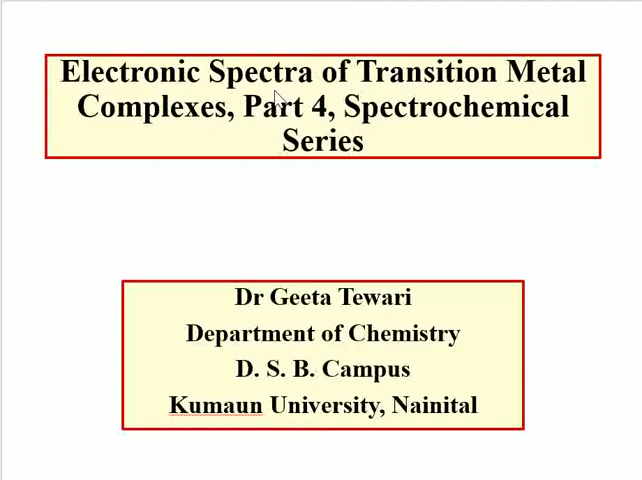 Electronic Spectra of Transition Metal
Complexes, Part 4, Spectrochemical
Series
Dr Geeta Tewari
Department of Chemistry
D. S. B. Campus
Kumaun University, Nainital